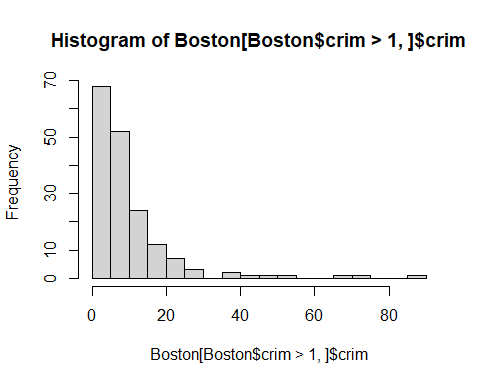 Histogram of Boston[Boston$crim > 1, ]$crim
70
50
30
10
0
Frequency
0 20 40 60 80
Boston[Boston$crim > 1, ]$crim